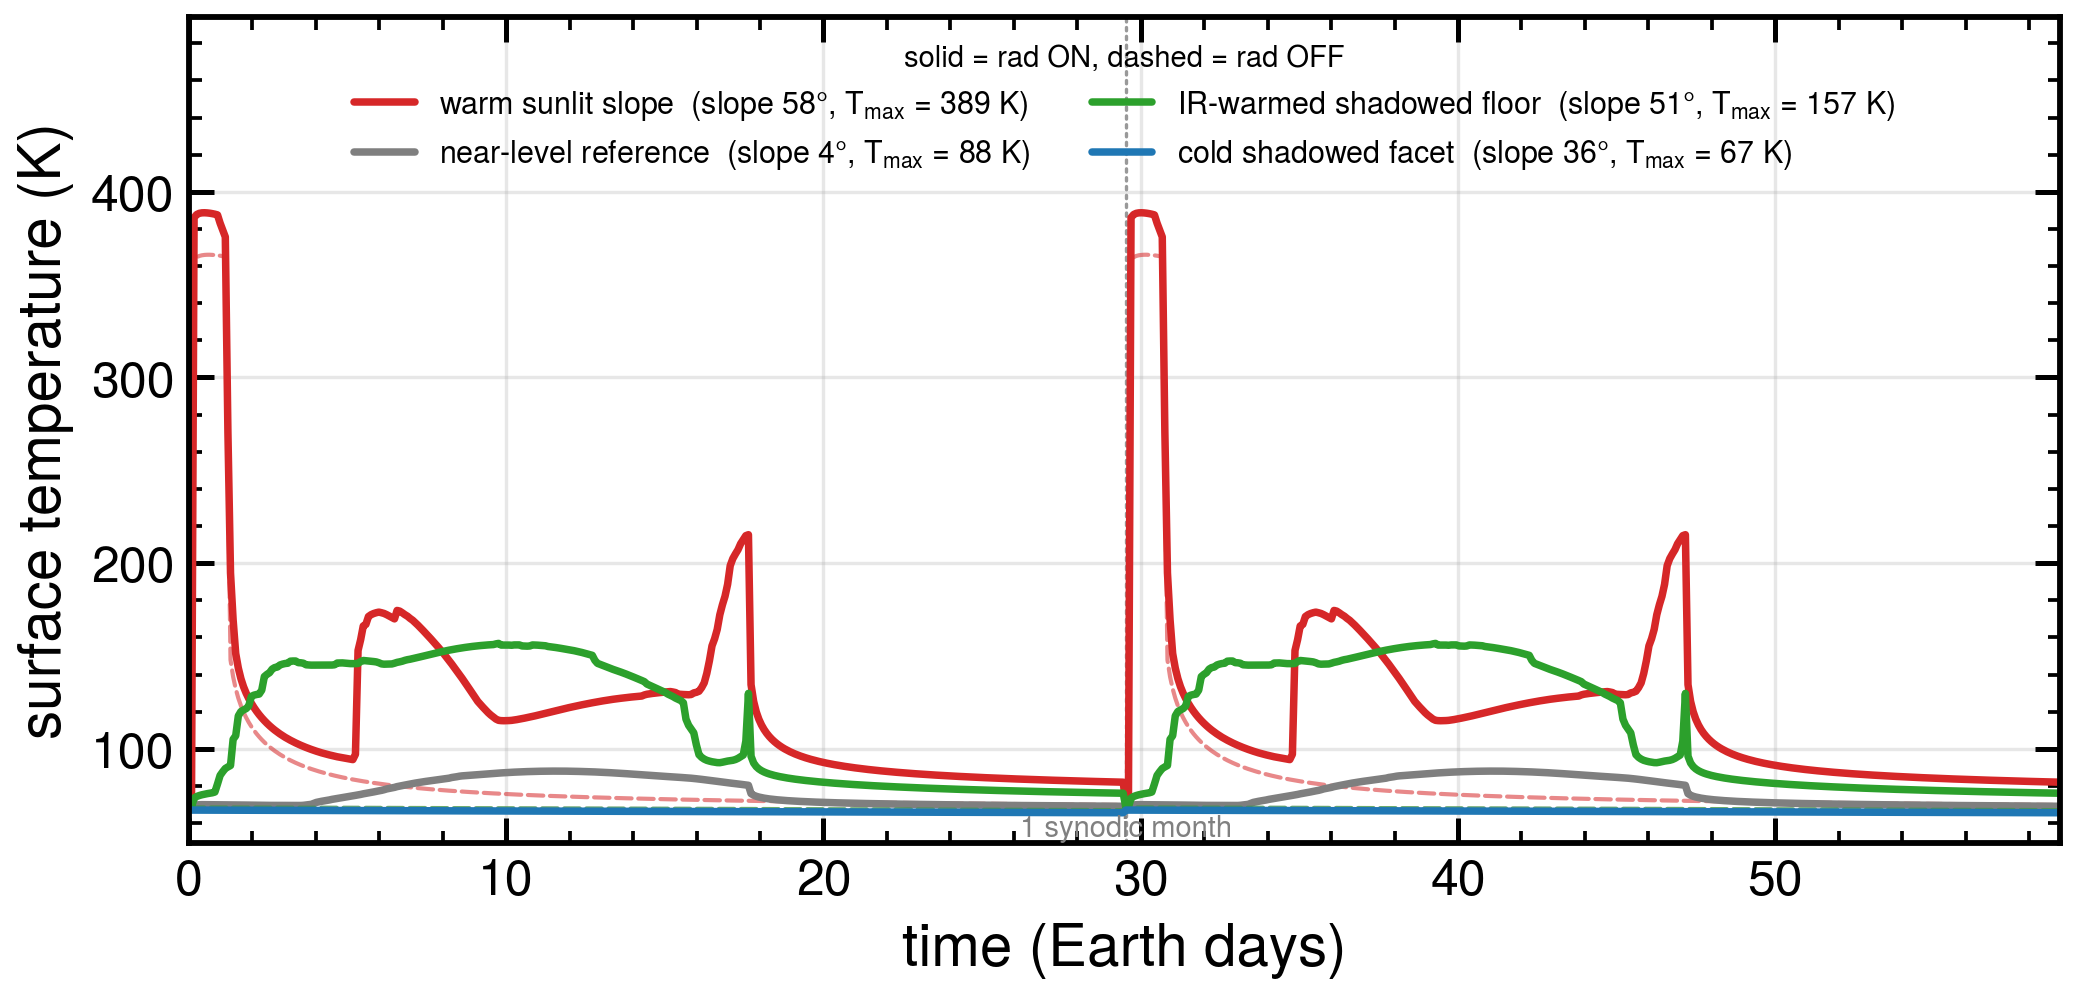 solid = rad ON, dashed = rad OFF
warm sunlit slope (slope 58°, Tmax = 389 K)
IR-warmed shadowed floor (slope 51°, Tmax = 157 K)
near-level reference (slope 4°, Tmax = 88 K)
cold shadowed facet (slope 36°, Tmax = 67 K)
surface temperature (K)
400
300
200
100
1 synodic month
0
10
20
30
40
50
time (Earth days)